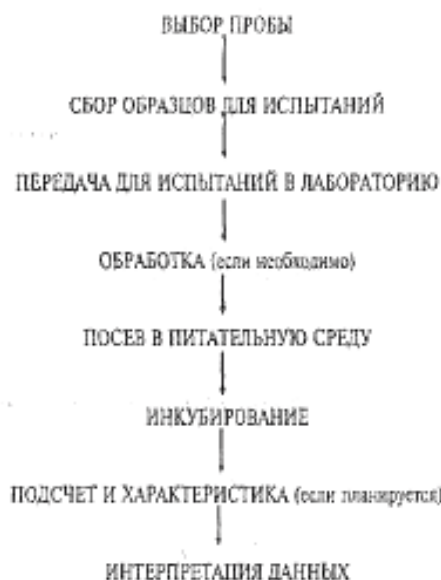 ВЫБОР ПРОБЫ
СБОР ОБРАЗЦОВ ДЛЯ ИСПЫТАНИЙ
ПЕРЕДАЧА ДЛЯ ИСПЫТАНИЙ В ЛАБОРАТОРИЮ
ОБРАБОТКА (если необходимо)
ПОСЕВ В ПИТАТЕЛЬНУЮ СРЕДУ
ИНКУБИРОВАНИЕ
ПОДСЧЕТ И ХАРАКТЕРИСТИКА (если планируется)
ИНТЕРПРЕТАЦИЯ ДАННЫХ